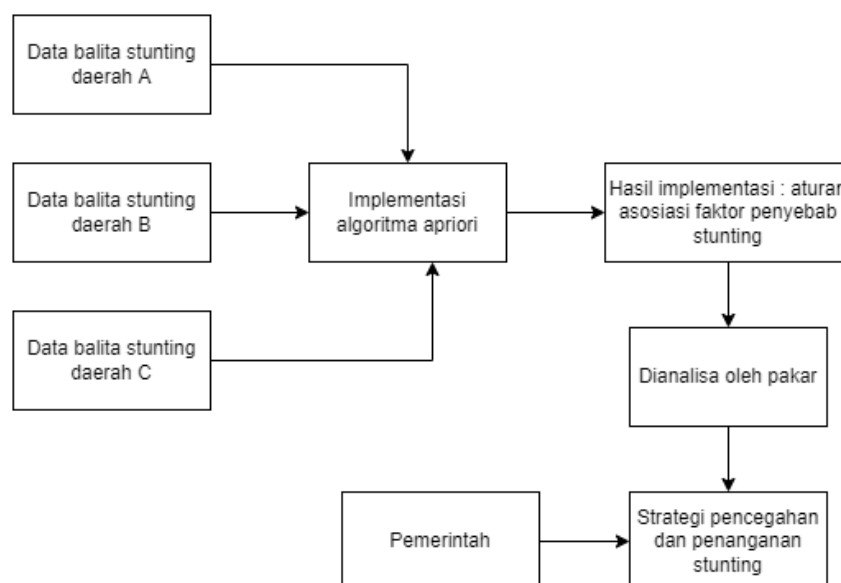 Data balita stunting
daerah A
Data balita stunting
daerah B
Implementasi
algoritma apriori
Hasil implementasi : aturan
asosiasi faktor penyebab
stunting
Data balita stunting
daerah C
Dianalisa oleh pakar
Pemerintah
Strategi pencegahan
dan penanganan
stunting